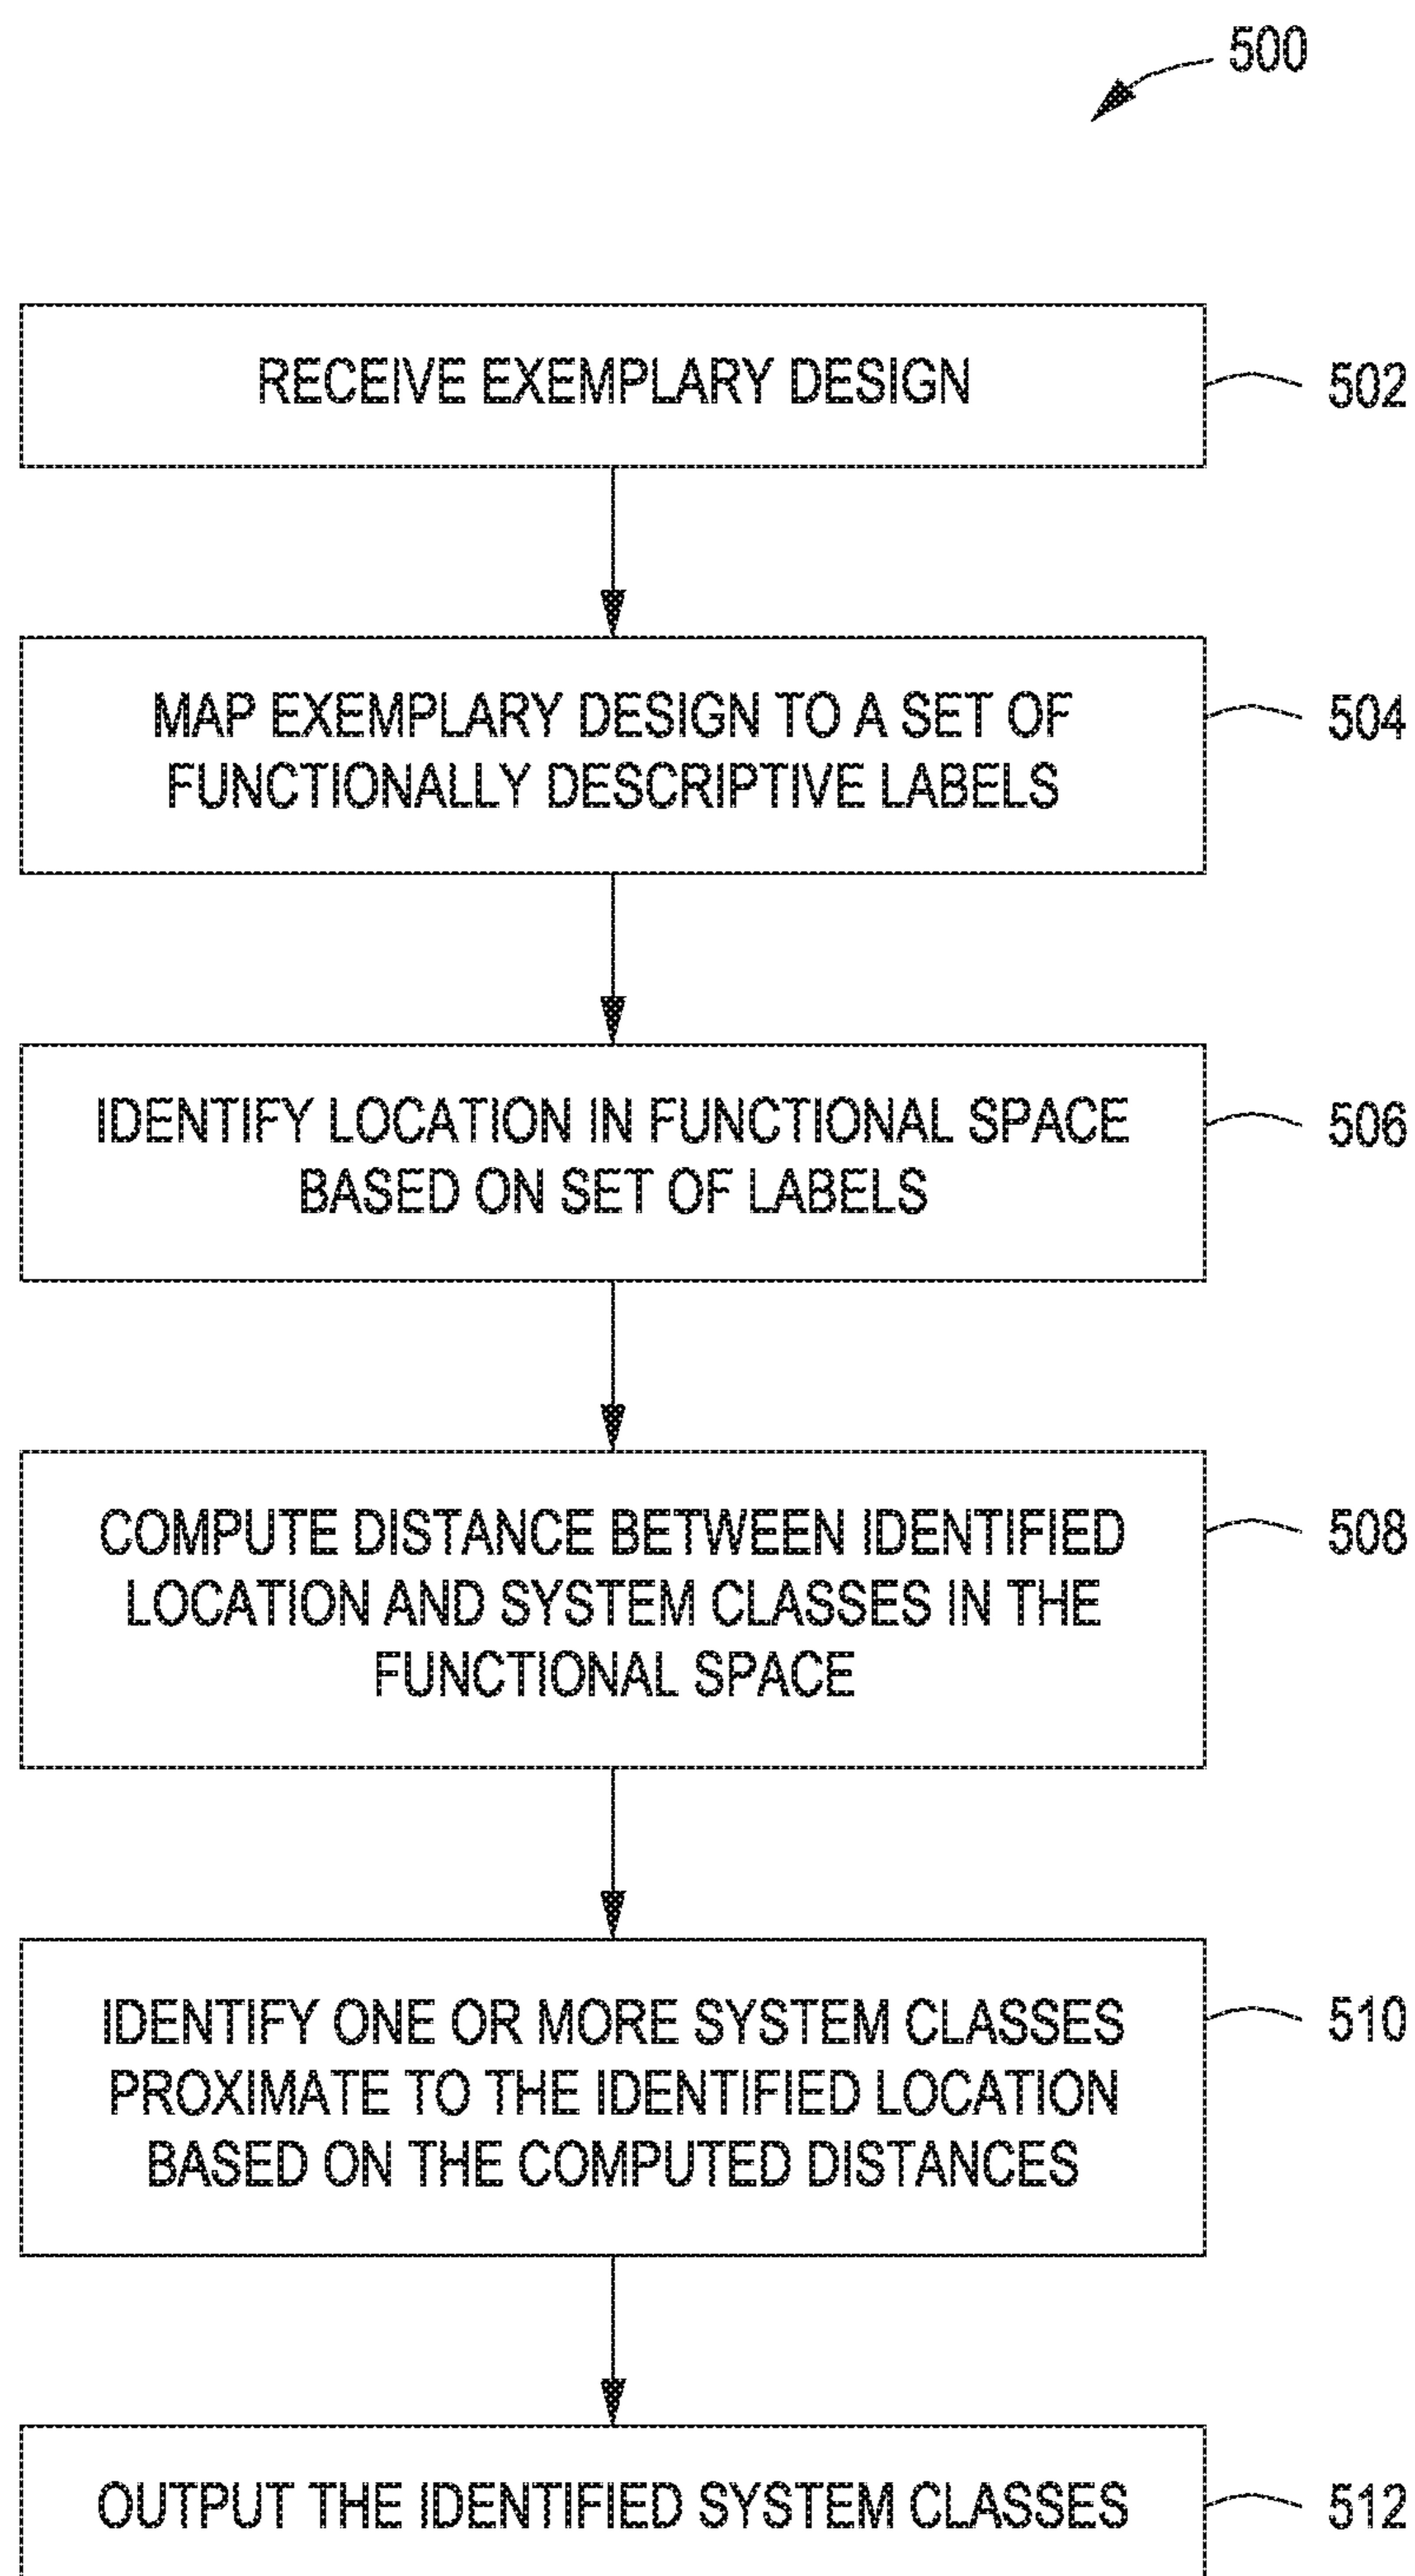 500
RECEIVE EXEMPLARY DESIGN
502
MAP EXEMPLARY DESIGN TO A SET OF
FUNCTIONALLY DESCRIPTIVE LABELS
504
IDENTIFY LOCATION IN FUNCTIONAL SPACE
BASED ON SET OF LABELS
506
COMPUTE DISTANCE BETWEEN IDENTIFIED
LOCATION AND SYSTEM CLASSES IN THE
FUNCTIONAL SPACE
508
IDENTIFY ONE OR MORE SYSTEM CLASSES
PROXIMATE TO THE IDENTIFIED LOCATION
BASED ON THE COMPUTED DISTANCES
510
OUTPUT THE IDENTIFIED SYSTEM CLASSES
512